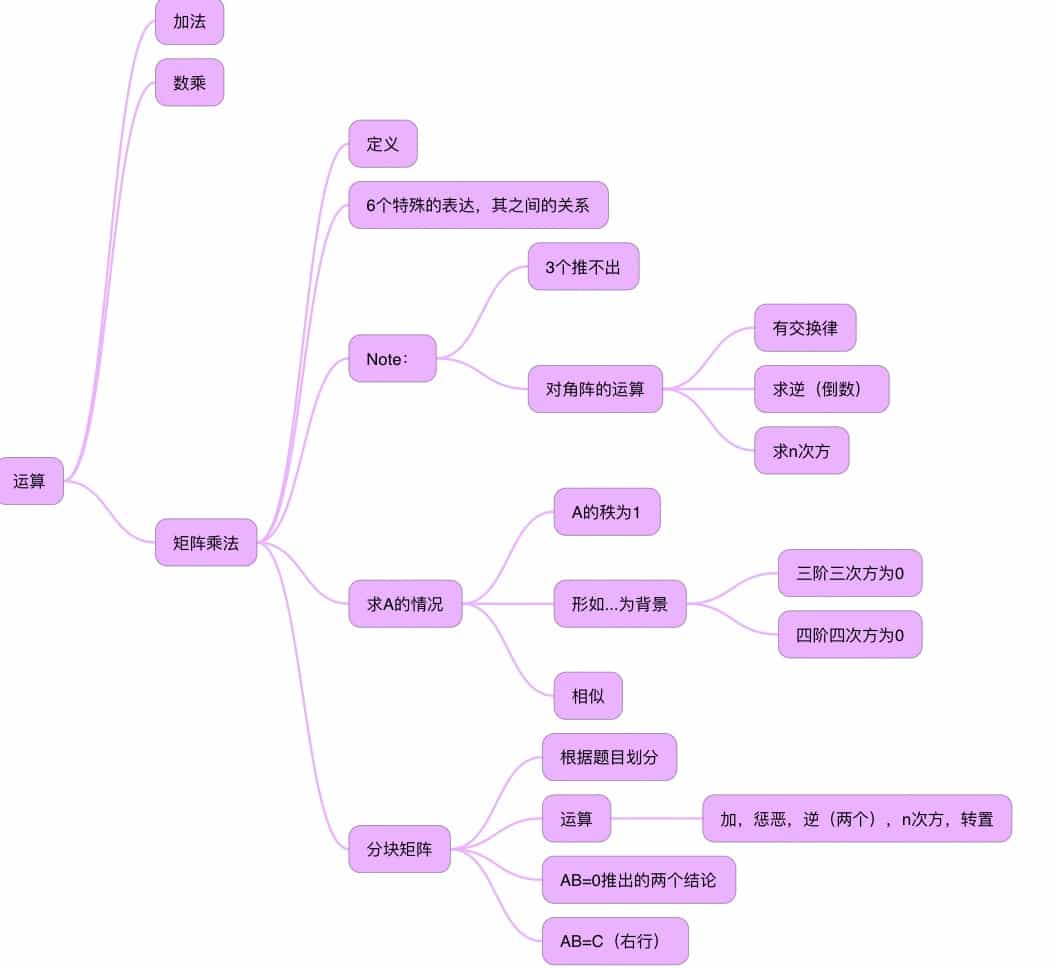 加法
数乘
定义
6个特殊的表达，其之间的关系
3个推不出
有交换律
Note：
对角阵的运算
求逆（倒数）
求n次方
运算
A的秩为1
矩阵乘法
三阶三次方为0
求A的情况
形如...为背景
四阶四次方为0
相似
根据题目划分
运算
加，惩恶，逆（两个），n次方，转置
分块矩阵
AB=0推出的两个结论
AB=C（右行）